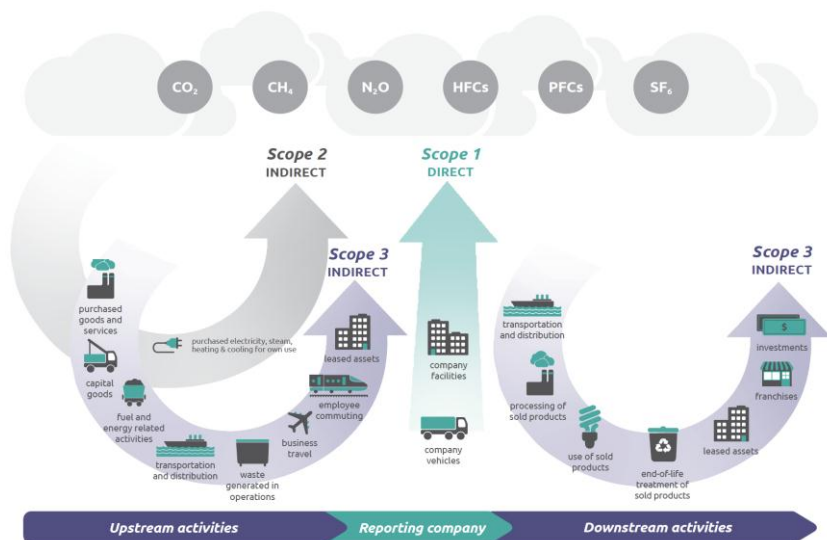 CO₂
CH₄
N₂O
HFCs
PFCs
SF₆
Scope 2
INDIRECT
Scope 1
DIRECT
Scope 3
INDIRECT
Scope 3
INDIRECT
purchased
goods and
services
capital
goods
fuel and
energy related
activities
transportation
and distribution
waste
generated in
operations
business
travel
employee
commuting
leased assets
purchased electricity, steam,
heating & cooling for own use
company
facilities
company
vehicles
transportation
and distribution
processing of
sold products
use of sold
products
end-of-life
treatment of
sold products
leased assets
franchises
$
investments
Upstream activities
Reporting company
Downstream activities